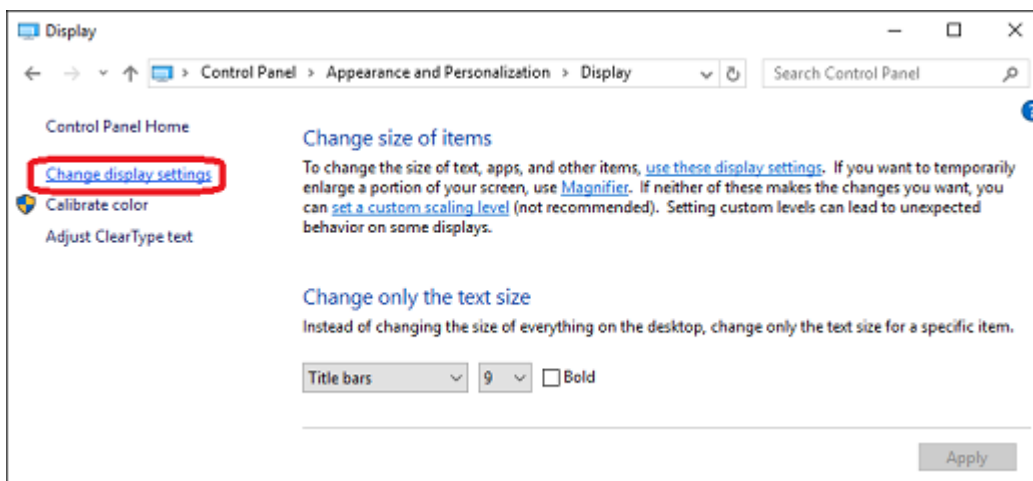 Display
Control Panel > Appearance and Personalization > Display
Search Control Panel
Control Panel Home
Change display settings
Calibrate color
Adjust ClearType text
Change size of items
To change the size of text, apps, and other items, use these display settings. If you want to temporarily
enlarge a portion of your screen, use Magnifier. If neither of these makes the changes you want, you
can set a custom scaling level (not recommended). Setting custom levels can lead to unexpected
behavior on some displays.
Change only the text size
Instead of changing the size of everything on the desktop, change only the text size for a specific item.
Title bars 9 Bold
Apply